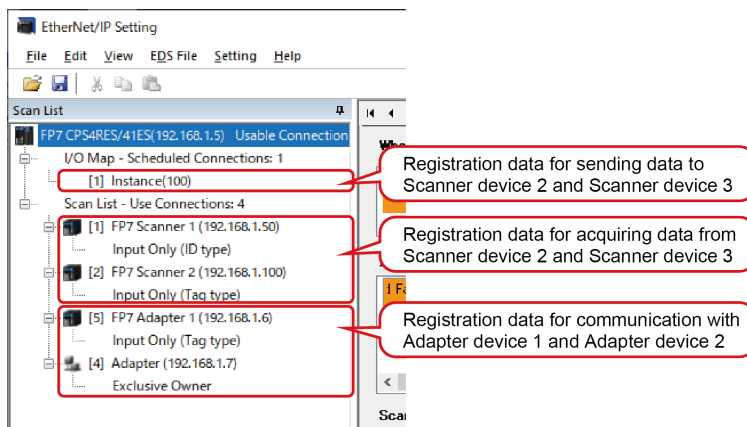 EtherNet/IP Setting
File Edit View EDS File Setting Help
Scan List
FP7 CPS4RES/41ES(192.168.1.5) Usable Connection
I/O Map - Scheduled Connections: 1
[1] Instance(100)
Scan List - Use Connections: 4
[1] FP7 Scanner 1 (192.168.1.50)
Input Only (ID type)
[2] FP7 Scanner 2 (192.168.1.100)
Input Only (Tag type)
[5] FP7 Adapter 1 (192.168.1.6)
Input Only (Tag type)
[4] Adapter (192.168.1.7)
Exclusive Owner
Registration data for sending data to
Scanner device 2 and Scanner device 3
Registration data for acquiring data from
Scanner device 2 and Scanner device 3
Registration data for communication with
Adapter device 1 and Adapter device 2